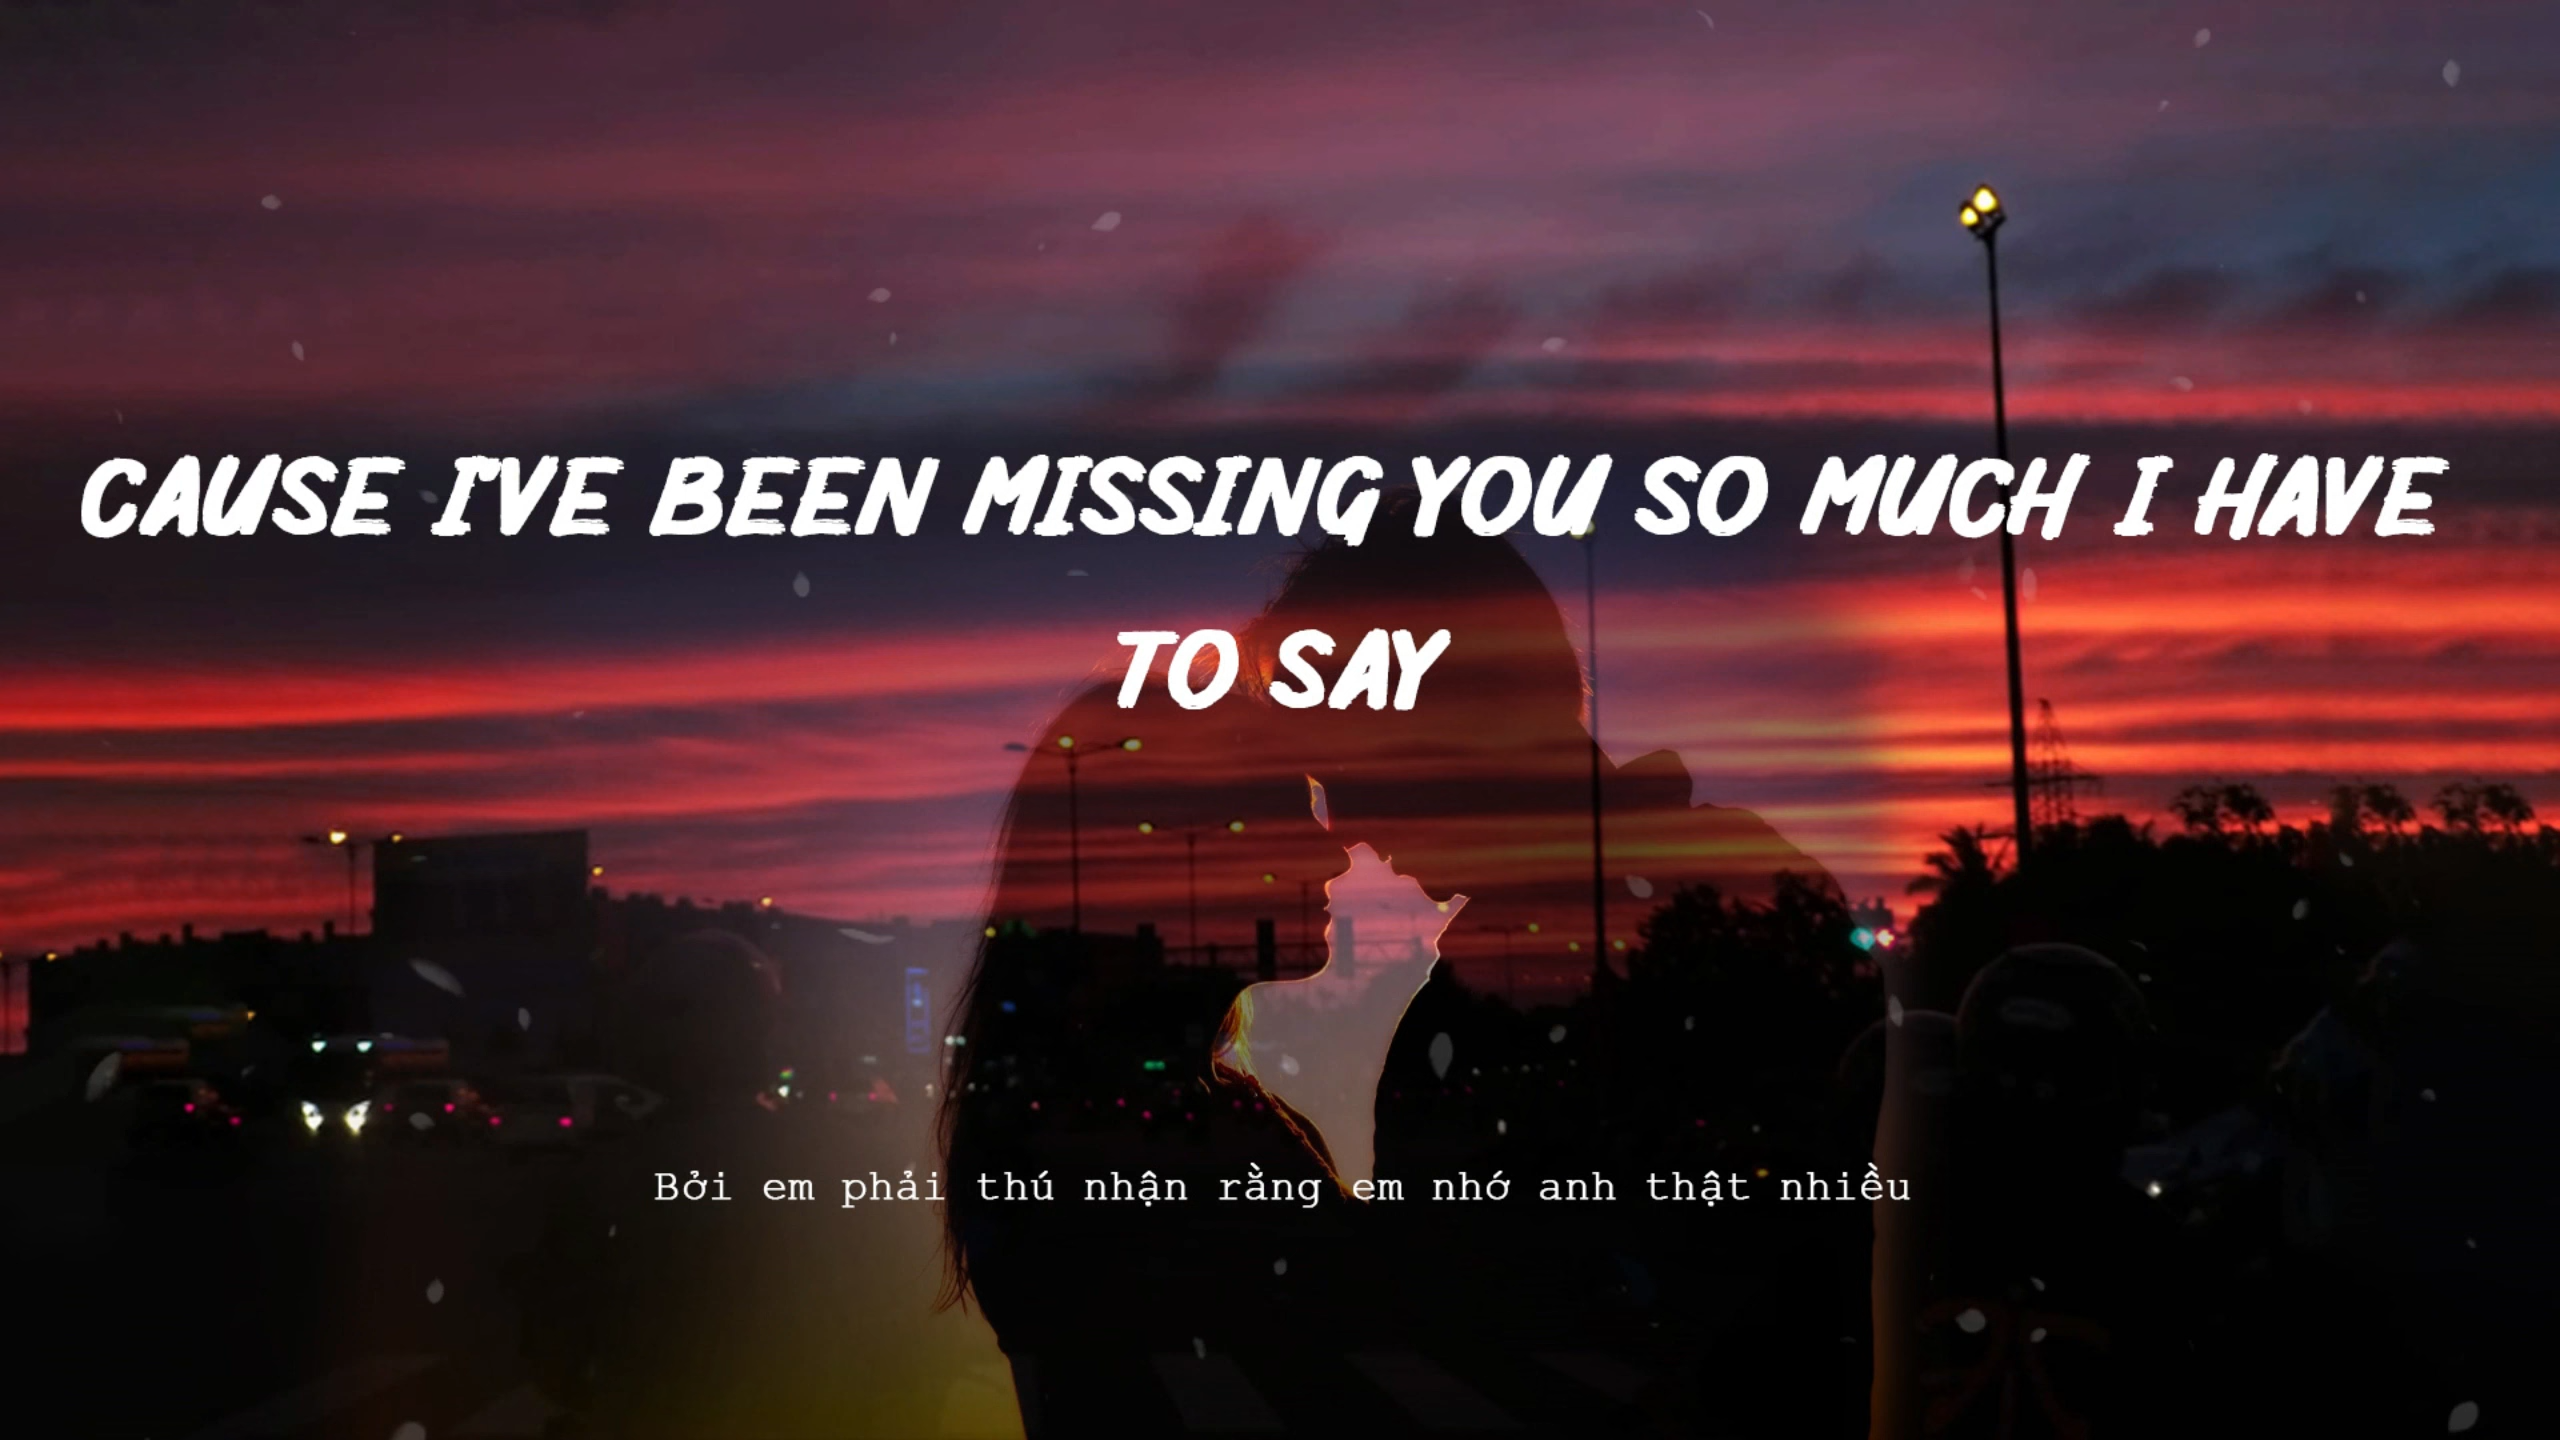 CAUSE I'VE BEEN MISSING YOU SO MUCH I HAVE
TO SAY
Bởi em phải thú nhận rằng em nhớ anh thật nhiều